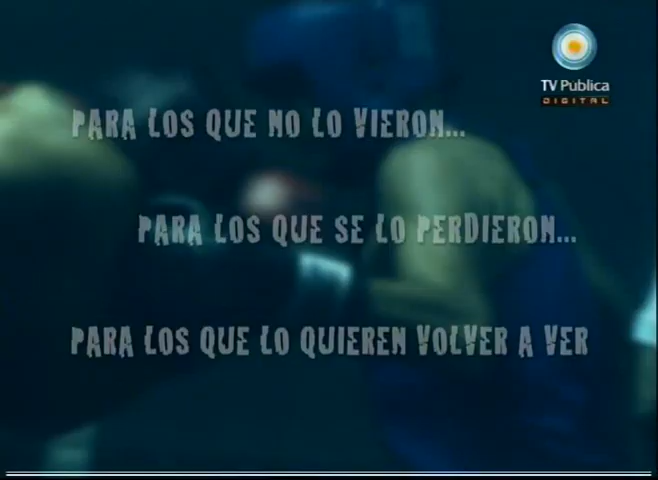 TV Publica
DIGITAL
PARA LOS QUE NO LO VIERON...
PARA LOS QUE SE LO PERDIERON...
PARA LOS QUE LO QUIEREN VOLVER A VER